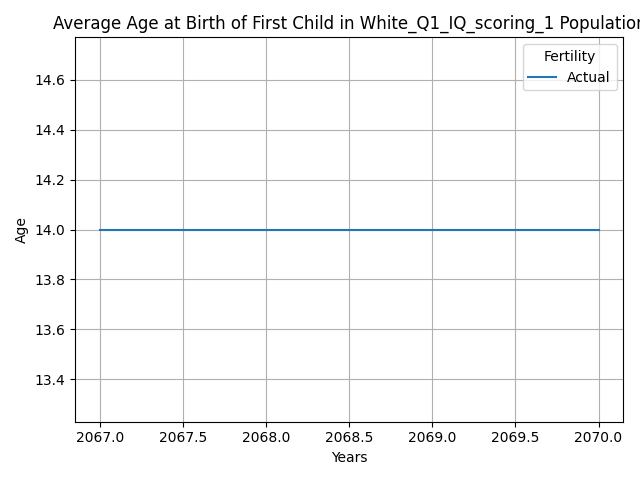 Average Age at Birth of First Child in White_Q1_IQ_scoring_1 Population
Fertility
Actual
14.6
14.4
14.2
14.0
13.8
13.6
13.4
Age
2067.0 2067.5 2068.0 2068.5 2069.0 2069.5 2070.0
Years